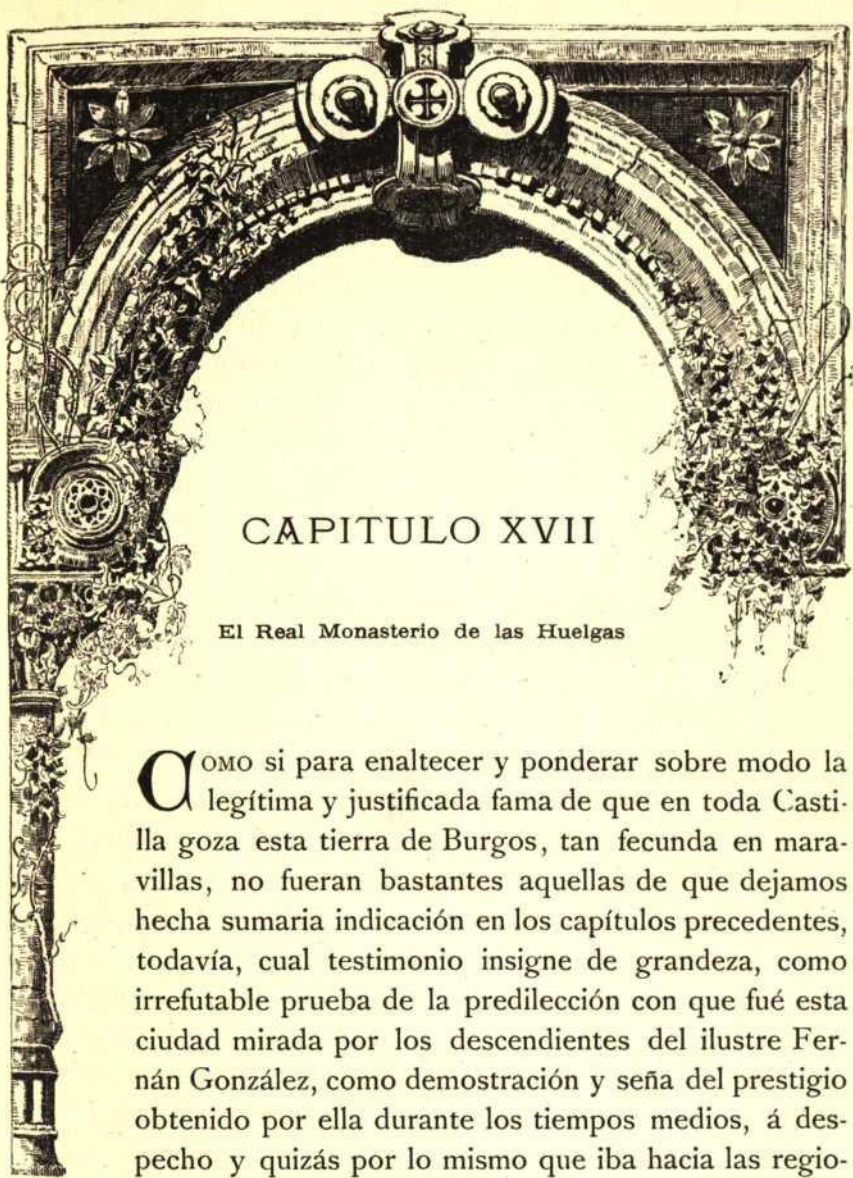 CAPITULO XVII
El Real Monasterio de las Huelgas
COMO si para enaltecer y ponderar sobre modo la
legítima y justificada fama de que en toda Casti-
lla goza esta tierra de Burgos, tan fecunda en mara-
villas, no fueran bastantes aquellas de que dejamos
hecha sumaria indicación en los capítulos precedentes,
todavía, cual testimonio insigne de grandeza, como
irrefutable prueba de la predilección con que fué esta
ciudad mirada por los descendientes del ilustre Fer-
nán González, como demostración y seña del prestigio
obtenido por ella durante los tiempos medios, á des-
pecho y quizás por lo mismo que iba hacia las regio-